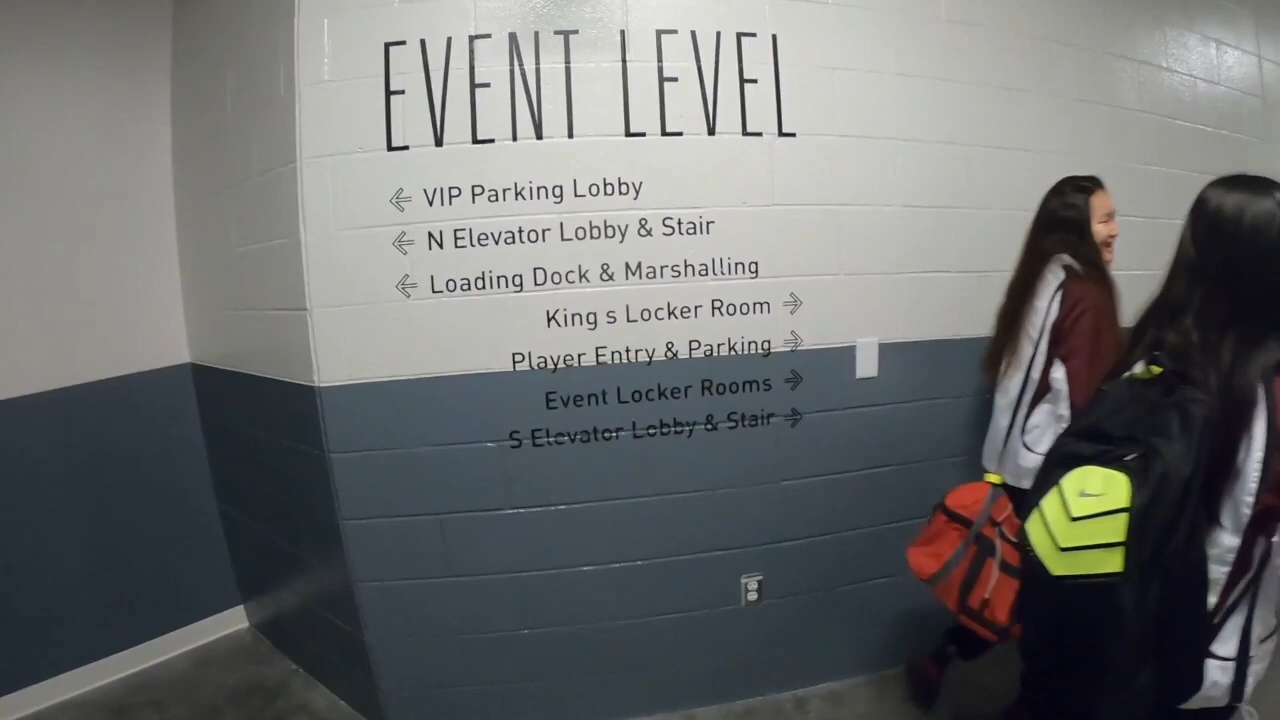 EVENT LEVEL
← VIP Parking Lobby
← N Elevator Lobby & Stair
← Loading Dock & Marshalling
King s Locker Room →
Player Entry & Parking →
Event Locker Rooms →
S Elevator Lobby & Stair →